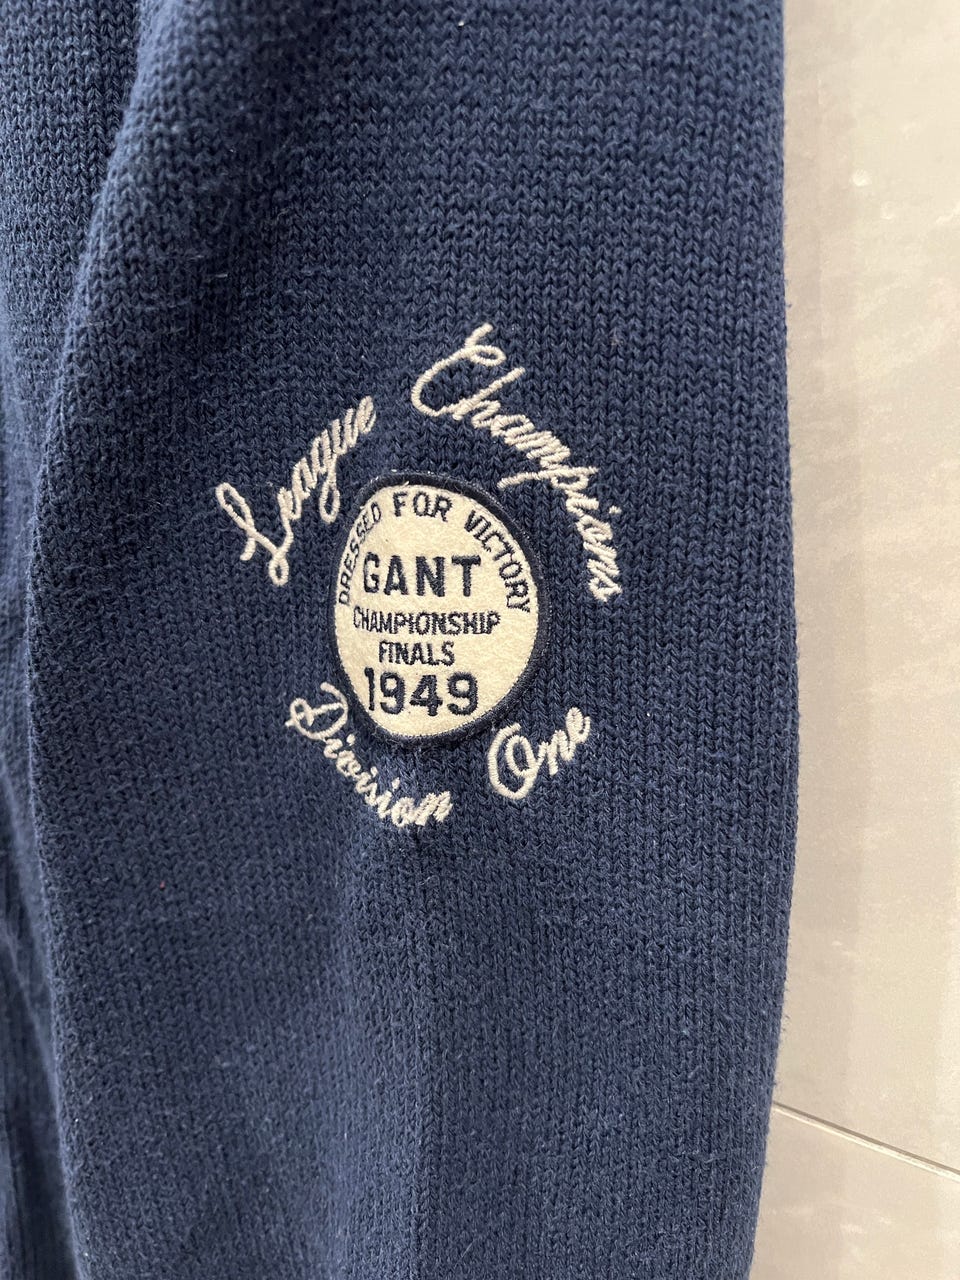 League Champions
DRESSED FOR VICTORY
GANT
CHAMPIONSHIP
FINALS
1949
Division One